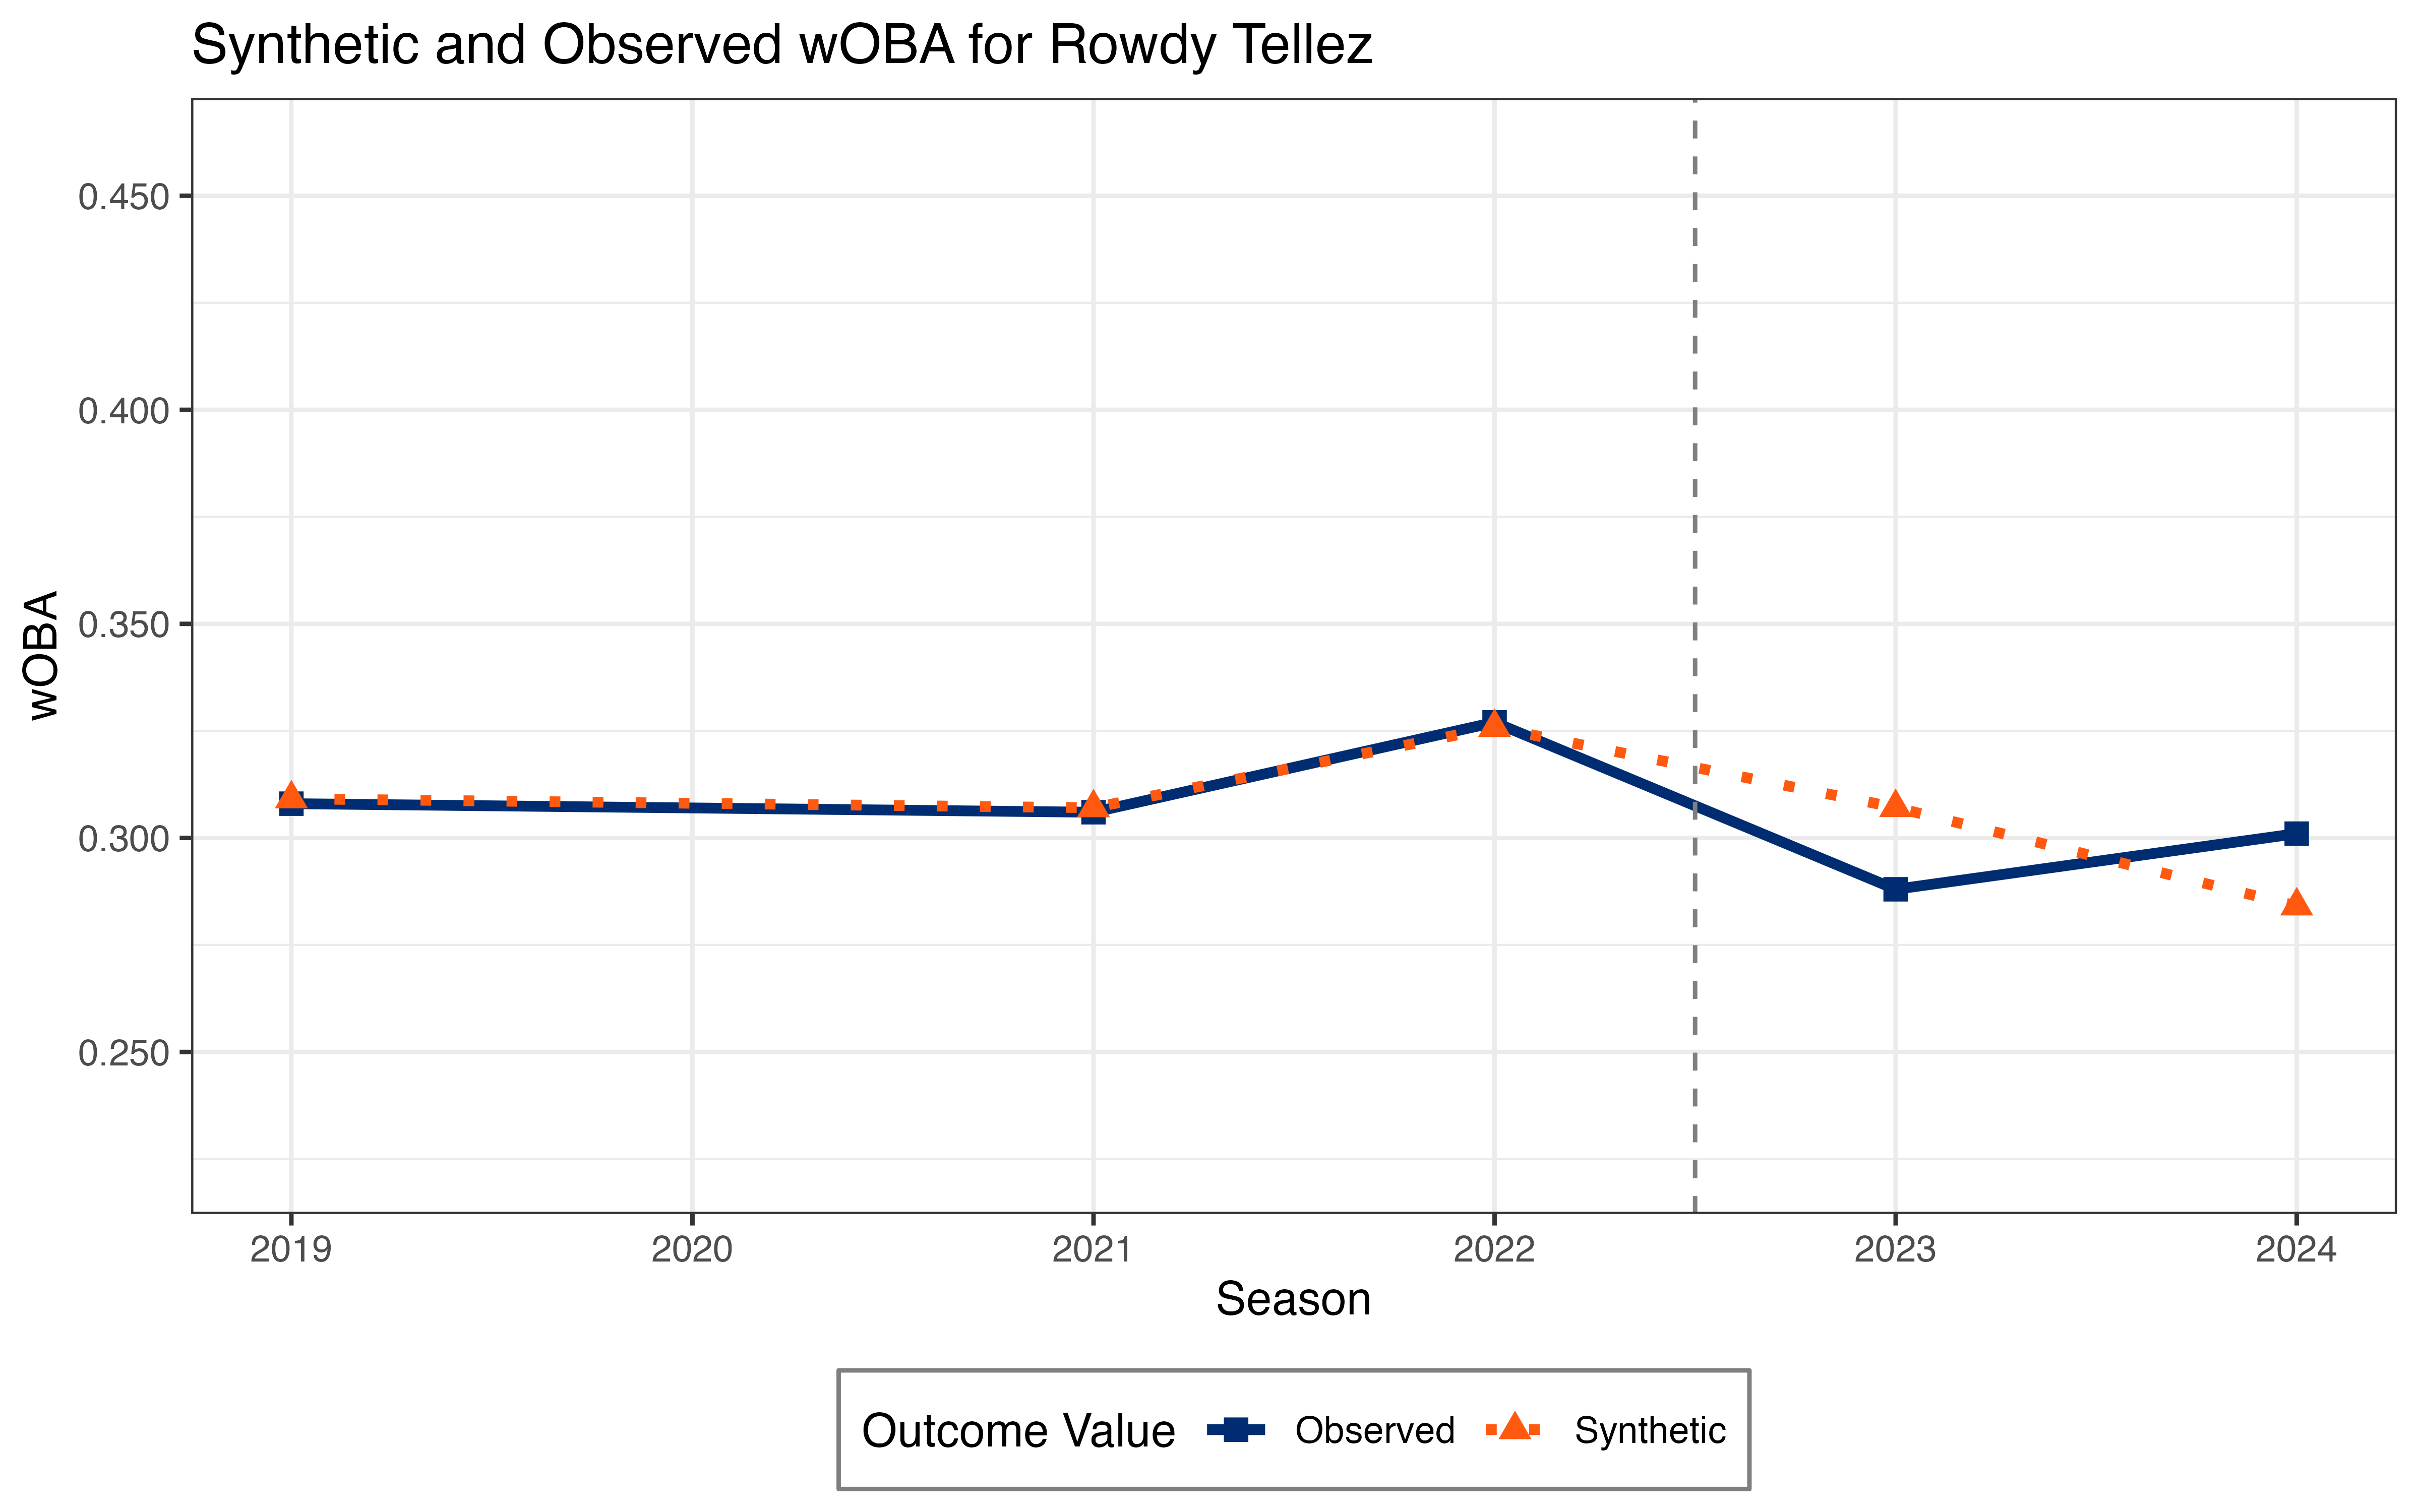 Synthetic and Observed wOBA for Rowdy Tellez
wOBA
0.450
0.400
0.350
0.300
0.250
2019 2020 2021 2022 2023 2024
Season
Outcome Value Observed Synthetic